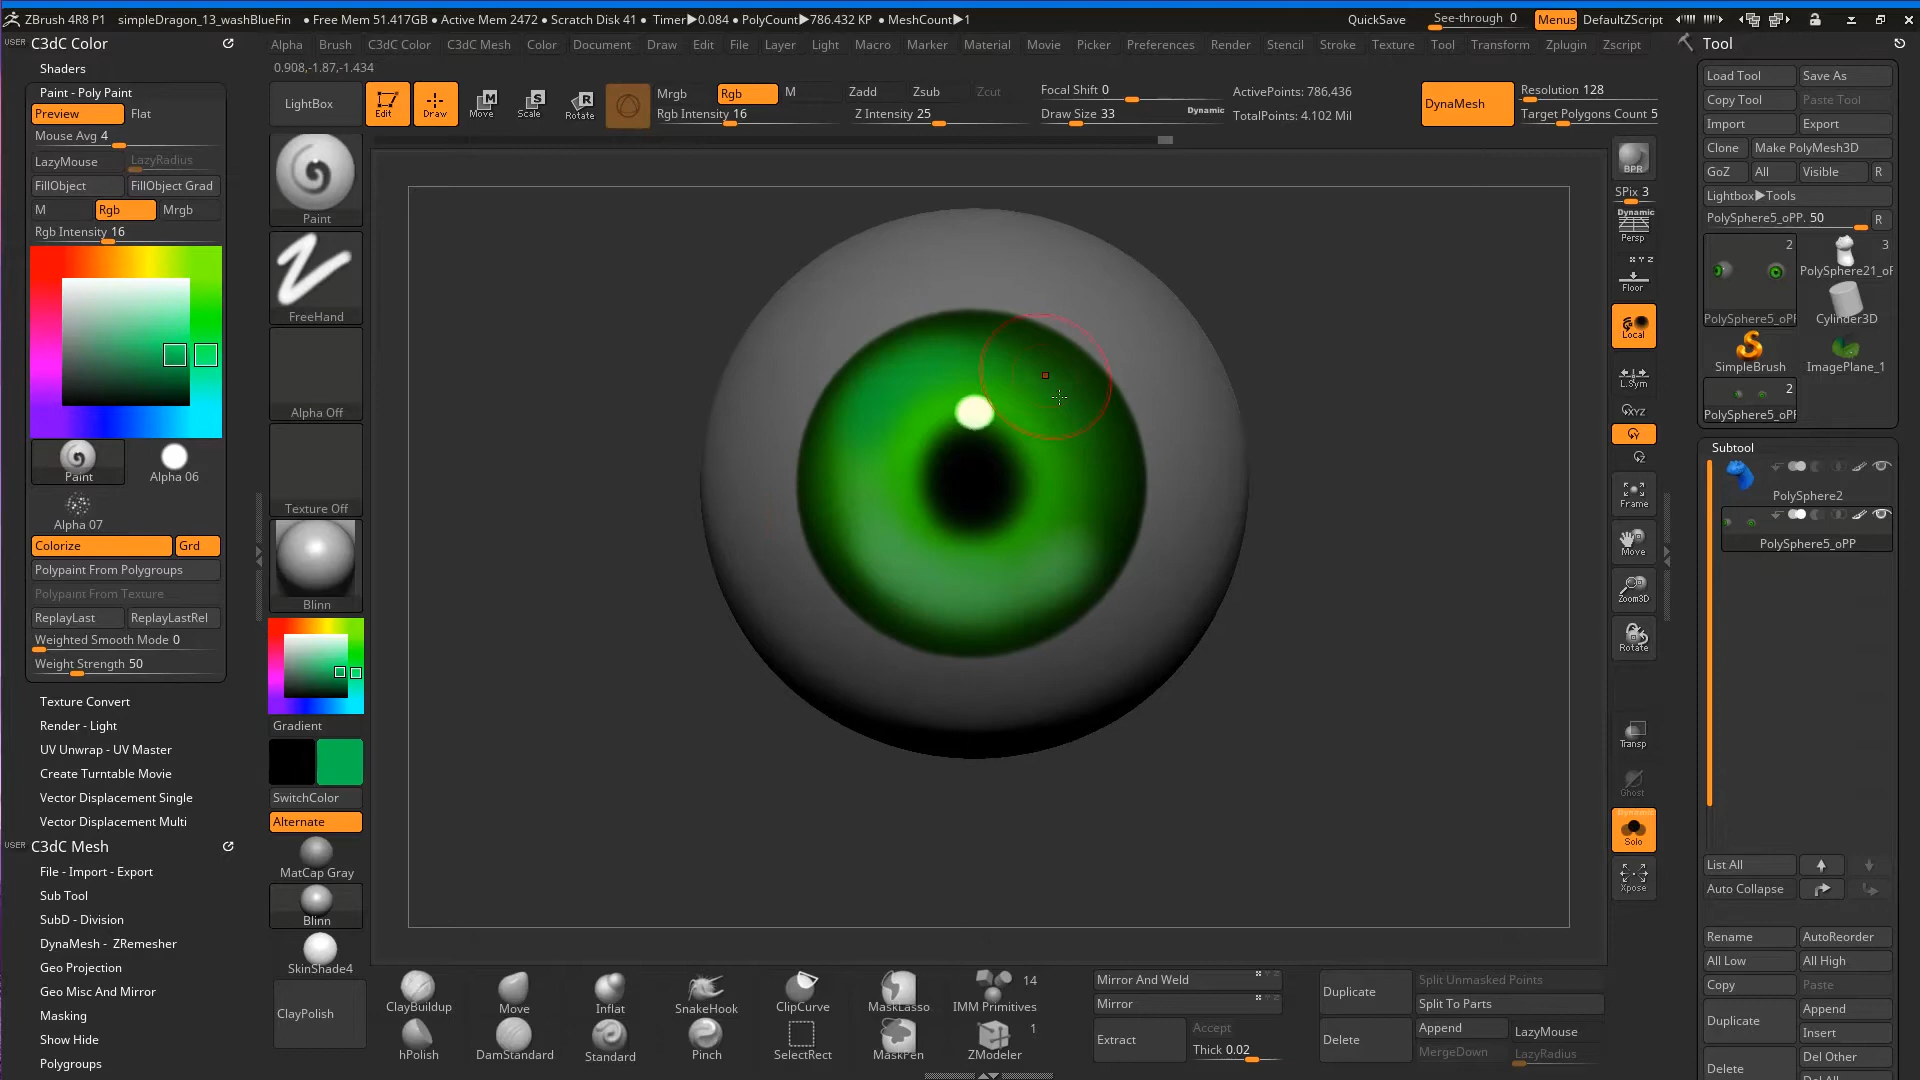 ZBrush 4R8 P1 simpleDragon_13_washBlueFin • Free Mem 51.417GB • Active Mem 2472 • Scratch Disk 41 • Timer▶0.084 • PolyCount▶786.432 KP • MeshCount▶1 QuickSave See-through 0 Menus DefaultZScript
USER C3dC Color
Alpha Brush C3dC Color C3dC Mesh Color Document Draw Edit File Layer Light Macro Marker Material Movie Picker Preferences Render Stencil Stroke Texture Tool Transform Zplugin Zscript
Tool
0.908,-1.87,-1.434
Shaders
Paint - Poly Paint
Preview Flat
Mouse Avg 4
LazyMouse LazyRadius
FillObject FillObject Grad
M Rgb Mrgb
Rgb Intensity 16
Paint Alpha 06
Alpha 07
Colorize Grd
Polypaint From Polygroups
Polypaint From Texture
ReplayLast ReplayLastRel
Weighted Smooth Mode 0
Weight Strength 50
Texture Convert
Render - Light
UV Unwrap - UV Master
Create Turntable Movie
Vector Displacement Single
Vector Displacement Multi
USER C3dC Mesh
File - Import - Export
Sub Tool
SubD - Division
DynaMesh - ZRemesher
Geo Projection
Geo Misc And Mirror
Masking
Show Hide
Polygroups
LightBox Edit Draw Move Scale Rotate
Mrgb Rgb M
Rgb Intensity 16
Zadd Zsub Zcut
Z Intensity 25
Focal Shift 0
Draw Size 33 Dynamic
ActivePoints: 786,436
TotalPoints: 4.102 Mil
DynaMesh
Resolution 128
Target Polygons Count 5
Paint
FreeHand
Alpha Off
Texture Off
Blinn
Gradient
SwitchColor
Alternate
MatCap Gray
Blinn
SkinShade4
ClayPolish
BPR
SPix 3
Dynamic
Persp
X Y Z
Floor
Local
L.Sym
XYZ
Y
Z
Frame
Move
Zoom3D
Rotate
Transp
Ghost
Dynamic
Solo
Xpose
Load Tool Save As
Copy Tool Paste Tool
Import Export
Clone Make PolyMesh3D
GoZ All Visible R
Lightbox▶Tools
PolySphere5_oPP. 50 R
2 3
PolySphere21_oF
PolySphere5_oPF Cylinder3D
SimpleBrush ImagePlane_1
2
PolySphere5_oPF
Subtool
PolySphere2
PolySphere5_oPP
List All
Auto Collapse
Rename AutoReorder
All Low All High
Copy Paste
Duplicate Append
Insert
Delete Del Other
Del All
ClayBuildup Move Inflat SnakeHook ClipCurve MaskLasso IMM Primitives 14
hPolish DamStandard Standard Pinch SelectRect MaskPen ZModeler 1
Mirror And Weld
Mirror
Extract Accept
Thick 0.02
Duplicate Split Unmasked Points
Split To Parts
Delete Append LazyMouse
MergeDown LazyRadius